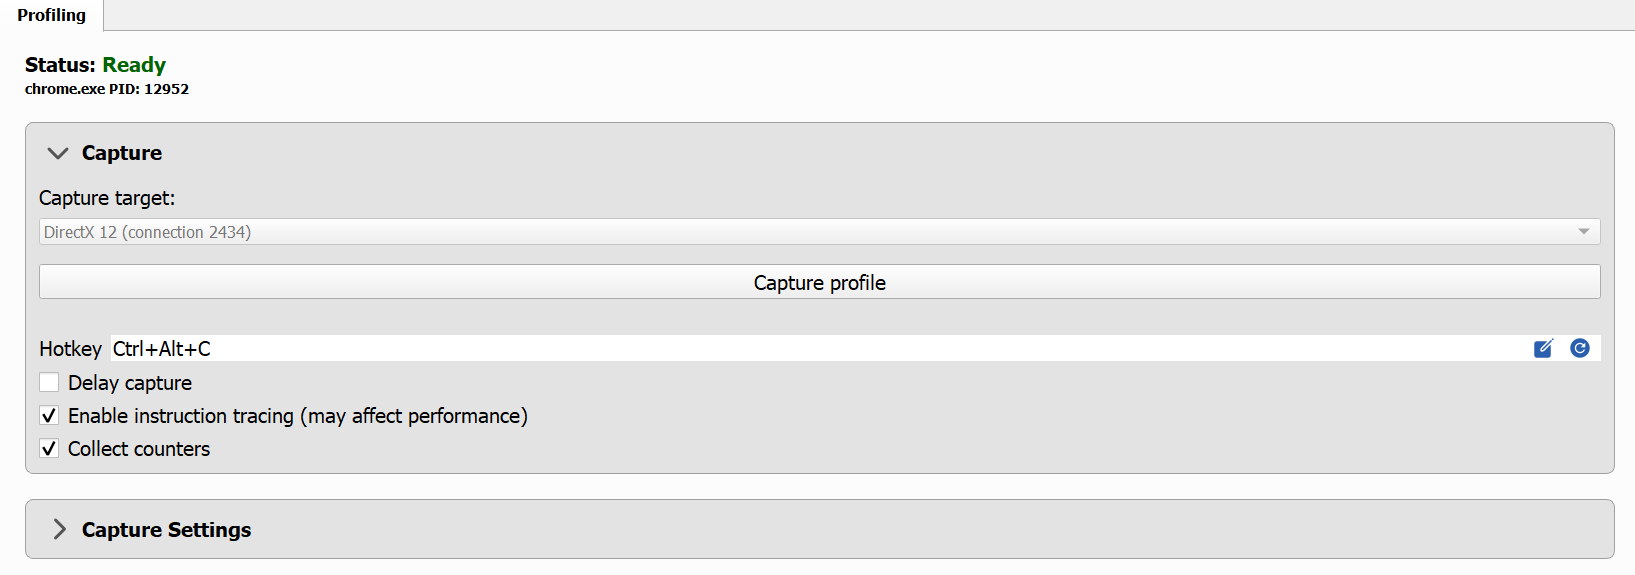 Profiling
Status: Ready
chrome.exe PID: 12952
Capture
Capture target:
DirectX 12 (connection 2434)
Capture profile
Hotkey Ctrl+Alt+C
Delay capture
Enable instruction tracing (may affect performance)
Collect counters
Capture Settings